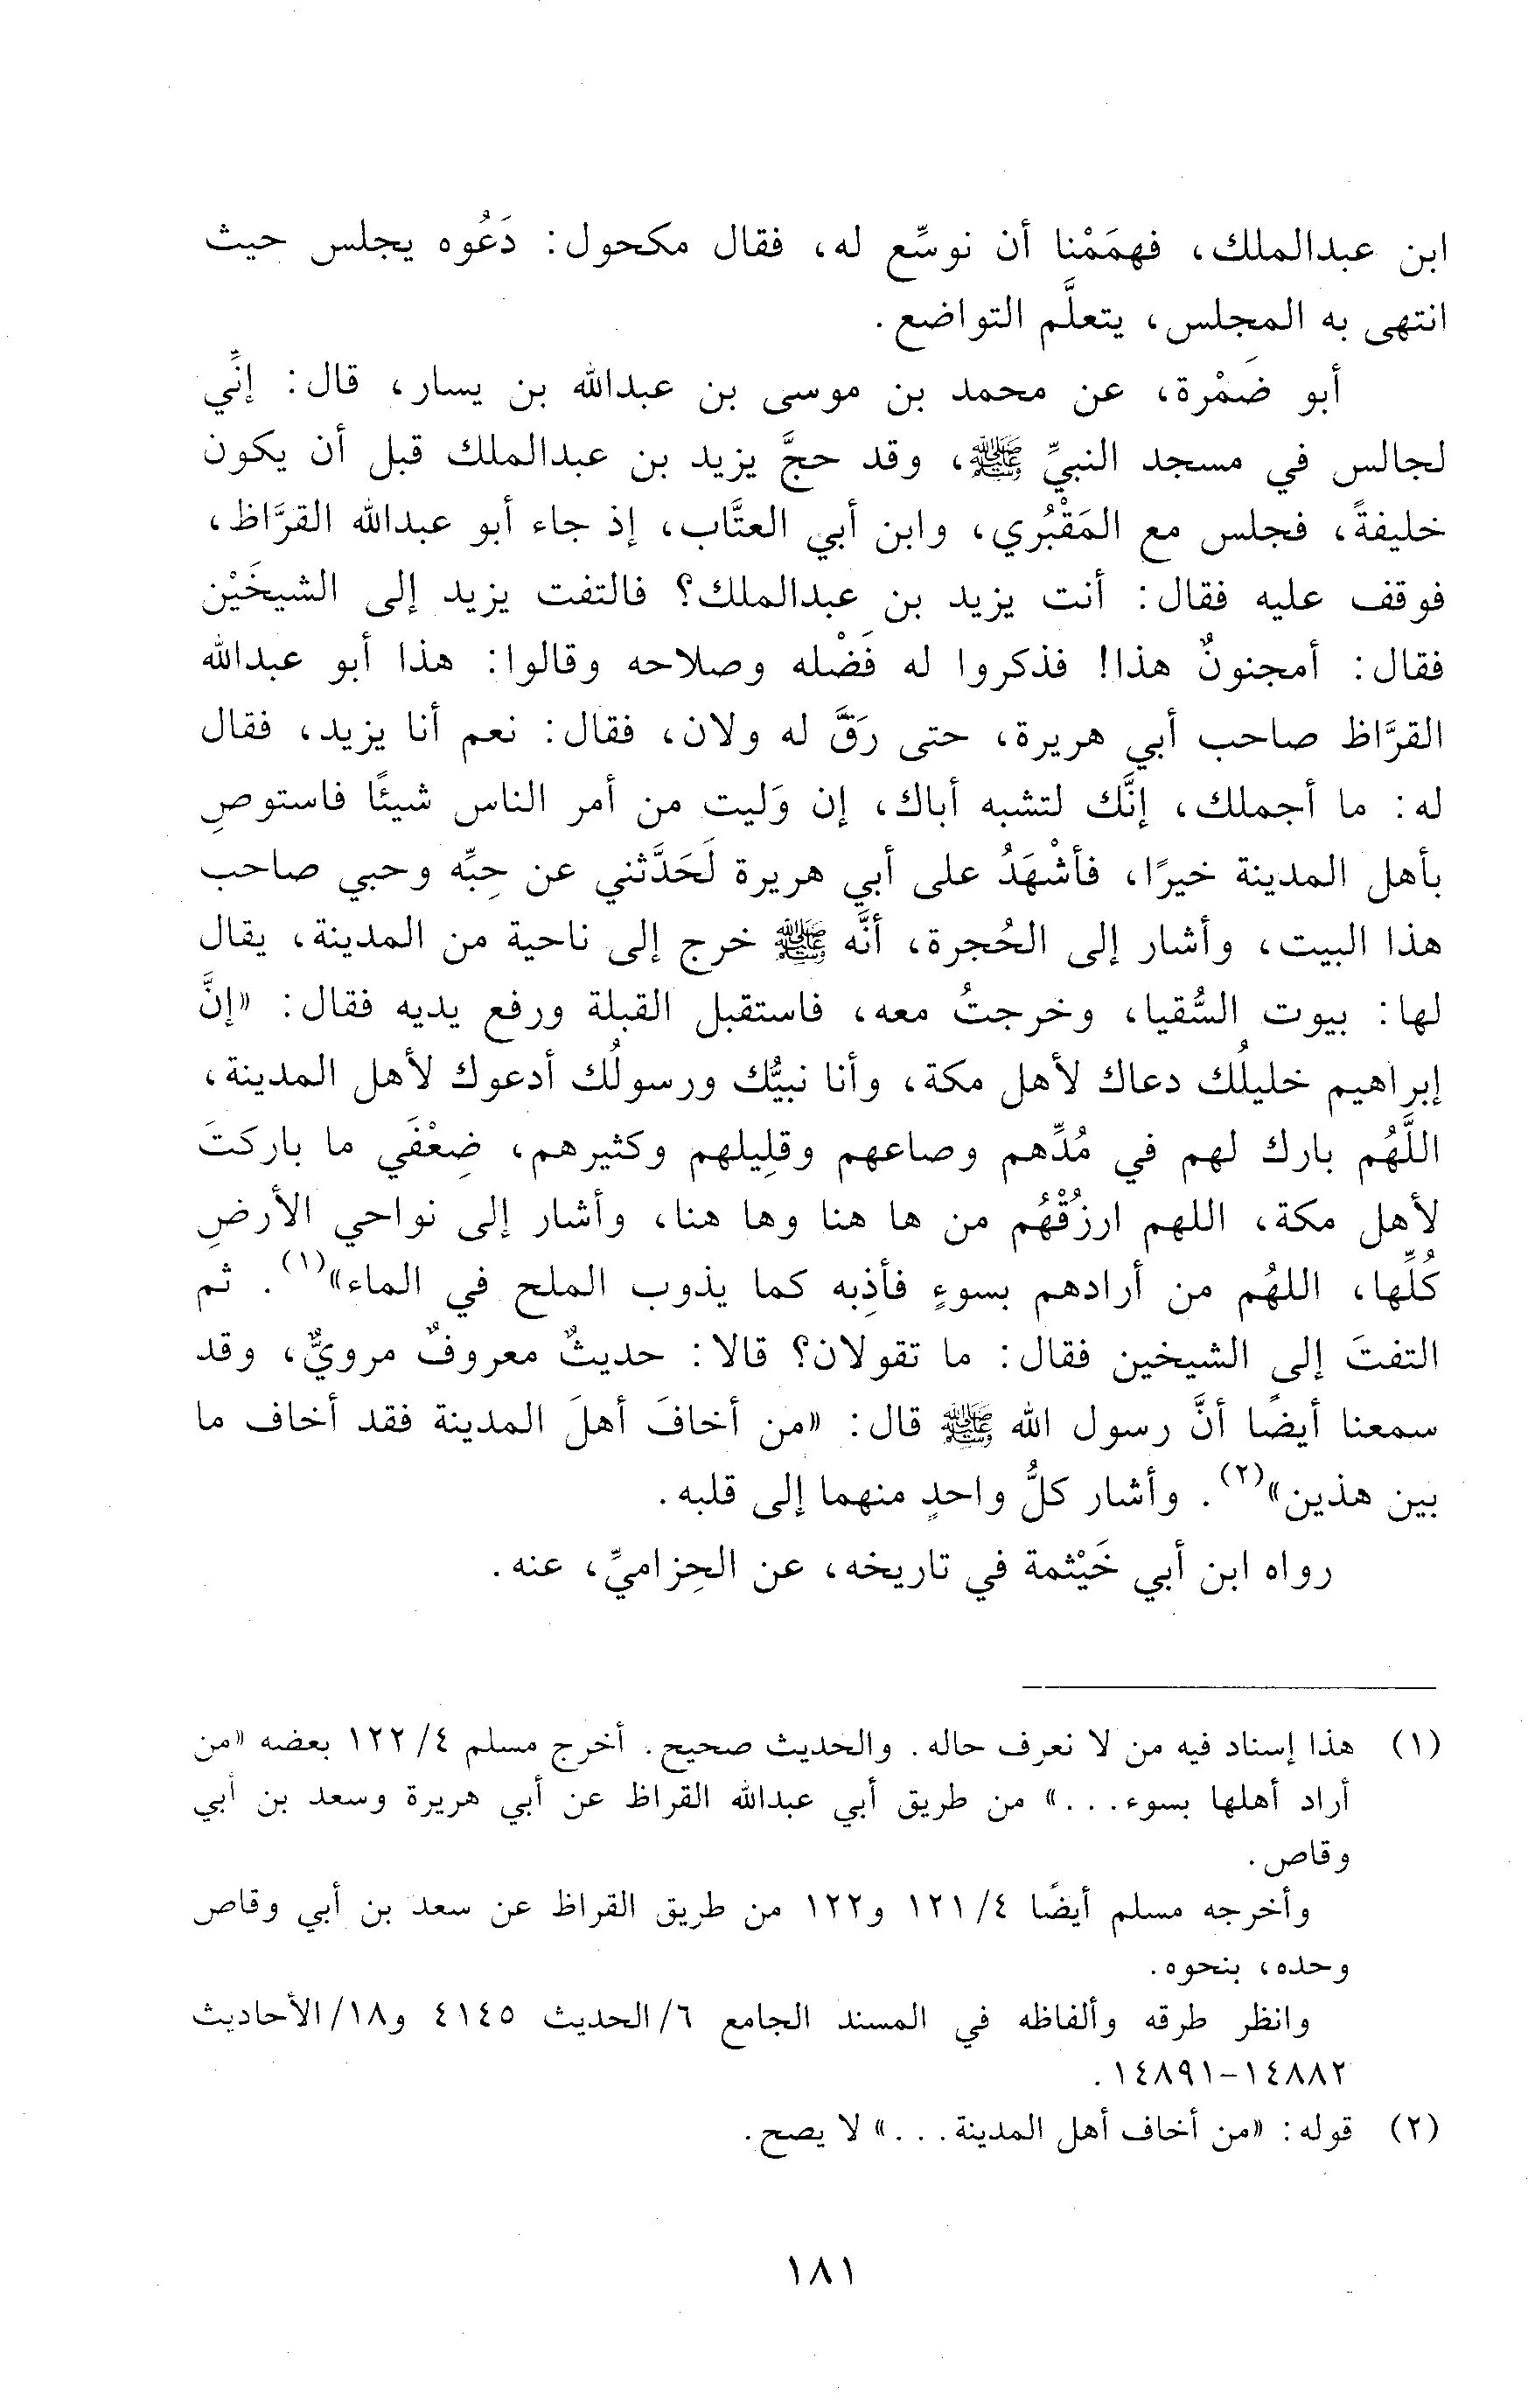 ابن عبدالملك، فهمَمْنا أن نوسِّع له، فقال مكحول: دَعُوه يجلس حيث
انتهى به المجلس، يتعلَّم التواضع.
أبو ضَمْرة، عن محمد بن موسى بن عبدالله بن يسار، قال: إنِّي
لجالس في مسجد النبيِّ ﷺ، وقد حجَّ يزيد بن عبدالملك قبل أن يكون
خليفةً، فجلس مع المَقْبُري، وابن أبي العتَّاب، إذ جاء أبو عبدالله القرَّاظ،
فوقف عليه فقال: أنت يزيد بن عبدالملك؟ فالتفت يزيد إلى الشيخَيْن
فقال: أمجنونٌ هذا! فذكروا له فَضْله وصلاحه وقالوا: هذا أبو عبدالله
القرَّاظ صاحب أبي هريرة، حتى رَقَّ له ولان، فقال: نعم أنا يزيد، فقال
له: ما أجملك، إنَّك لتشبه أباك، إن وَليت من أمر الناس شيئًا فاستوصِ
بأهل المدينة خيرًا، فأشْهَدُ على أبي هريرة لَحَدَّثني عن حِبِّه وحبي صاحب
هذا البيت، وأشار إلى الحُجرة، أنَّه ﷺ خرج إلى ناحية من المدينة، يقال
لها: بيوت السُّقيا، وخرجتُ معه، فاستقبل القبلة ورفع يديه فقال: «إنَّ
إبراهيم خليلُك دعاك لأهل مكة، وأنا نبيُّك ورسولُك أدعوك لأهل المدينة،
اللَّهُم بارك لهم في مُدِّهم وصاعهم وقلِيلهم وكثيرهم، ضِعْفَي ما باركتَ
لأهل مكة، اللهم ارزُقْهُم من ها هنا وها هنا، وأشار إلى نواحي الأرضِ
كُلِّها، اللهُم من أرادهم بسوءٍ فأذِبه كما يذوب الملح في الماء»(١). ثم
التفتَ إلى الشيخين فقال: ما تقولان؟ قالا: حديثٌ معروفٌ مرويٌّ، وقد
سمعنا أيضًا أنَّ رسول الله ﷺ قال: «من أخافَ أهلَ المدينة فقد أخاف ما
بين هذين»(٢). وأشار كلُّ واحدٍ منهما إلى قلبه.
رواه ابن أبي خَيْثمة في تاريخه، عن الحِزاميِّ، عنه.
(١) هذا إسناد فيه من لا نعرف حاله. والحديث صحيح. أخرج مسلم ٤/ ١٢٢ بعضه «من
أراد أهلها بسوء...» من طريق أبي عبدالله القراظ عن أبي هريرة وسعد بن أبي
وقاص.
وأخرجه مسلم أيضًا ٤/ ١٢١ و١٢٢ من طريق القراظ عن سعد بن أبي وقاص
وحده، بنحوه.
وانظر طرقه وألفاظه في المسند الجامع ٦/ الحديث ٤١٤٥ و١٨/ الأحاديث
١٤٨٨٢-١٤٨٩١.
(٢) قوله: «من أخاف أهل المدينة...» لا يصح.
١٨١